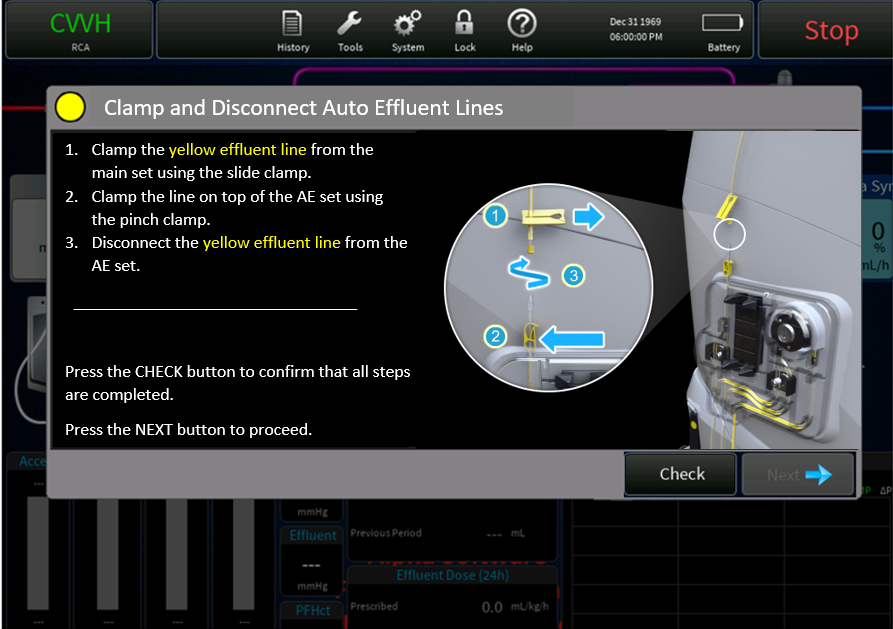 CVVH
RCA
History
Tools
System
Lock
Help
Dec 31 1969
06:00:00 PM
Battery
Stop
Clamp and Disconnect Auto Effluent Lines
1. Clamp the yellow effluent line from the
main set using the slide clamp.
2. Clamp the line on top of the AE set using
the pinch clamp.
3. Disconnect the yellow effluent line from the
AE set.
Press the CHECK button to confirm that all steps
are completed.
Press the NEXT button to proceed.
1
3
2
0
%
mL/h
Check
Next
---
mmHg
Effluent
---
mmHg
PFHct
Previous Period --- mL
Effluent Dose (24h)
Prescribed 0.0 mL/kg/h
ΔP
--- --- --- ---